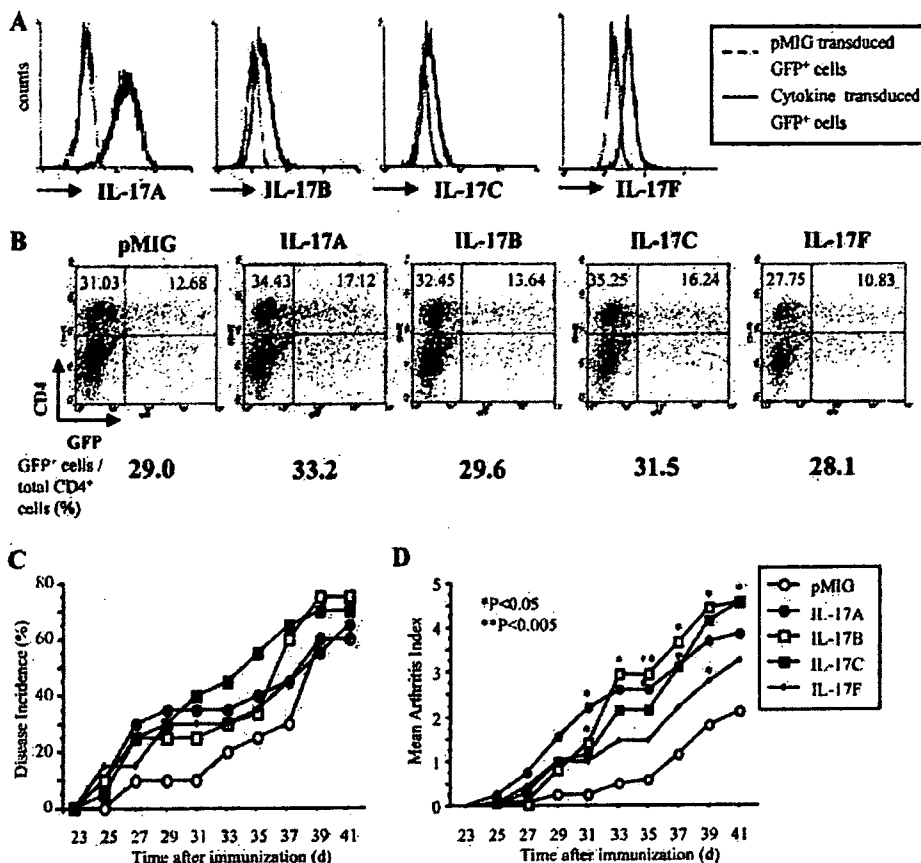 A
counts
IL-17A
IL-17B
IL-17C
IL-17F
pMIG transduced
GFP+ cells
Cytokine transduced
GFP+ cells
B
pMIG
IL-17A
IL-17B
IL-17C
IL-17F
31.03 12.68
34.43 17.12
32.45 13.64
35.25 16.24
27.75 10.83
CD4
GFP
GFP+ cells /
total CD4+
cells (%)
29.0
33.2
29.6
31.5
28.1
C
Disease Incidence (%)
80
60
40
20
0
23 25 27 29 31 33 35 37 39 41
Time after immunization (d)
D
Mean Arthritis Index
5
4
3
2
1
0
*P<0.05
**P<0.005
23 25 27 29 31 33 35 37 39 41
Time after immunization (d)
pMIG
IL-17A
IL-17B
IL-17C
IL-17F